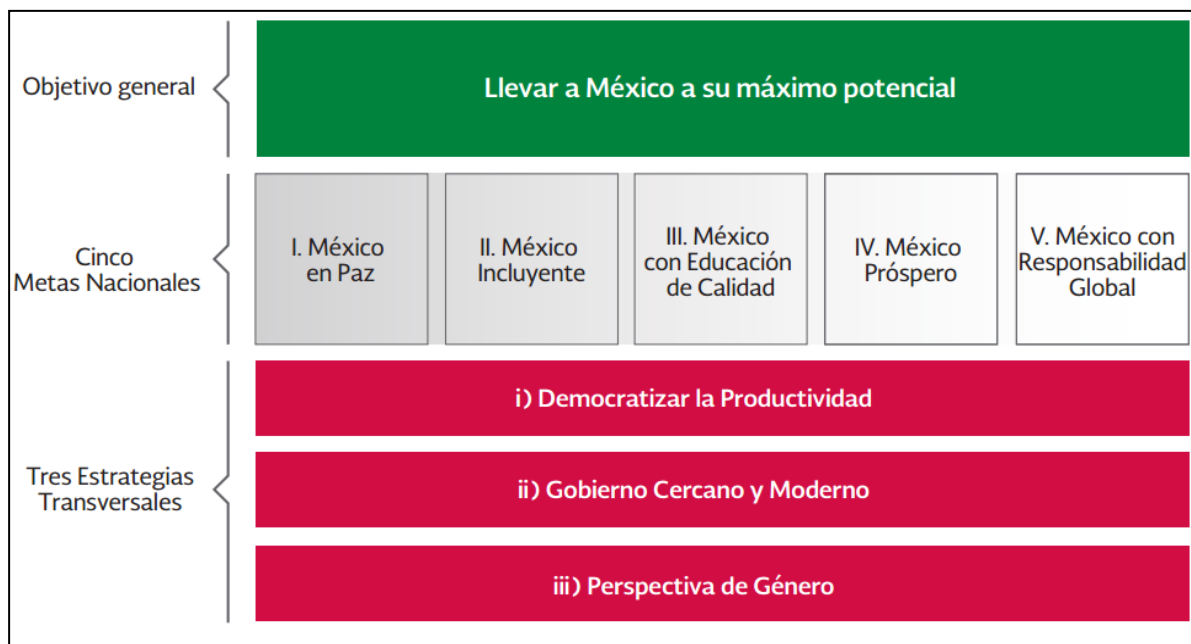 Objetivo general
Llevar a México a su máximo potencial
Cinco
Metas Nacionales
I. México
en Paz
II. México
Incluyente
III. México
con Educación
de Calidad
IV. México
Próspero
V. México con
Responsabilidad
Global
Tres Estrategias
Transversales
i) Democratizar la Productividad
ii) Gobierno Cercano y Moderno
iii) Perspectiva de Género